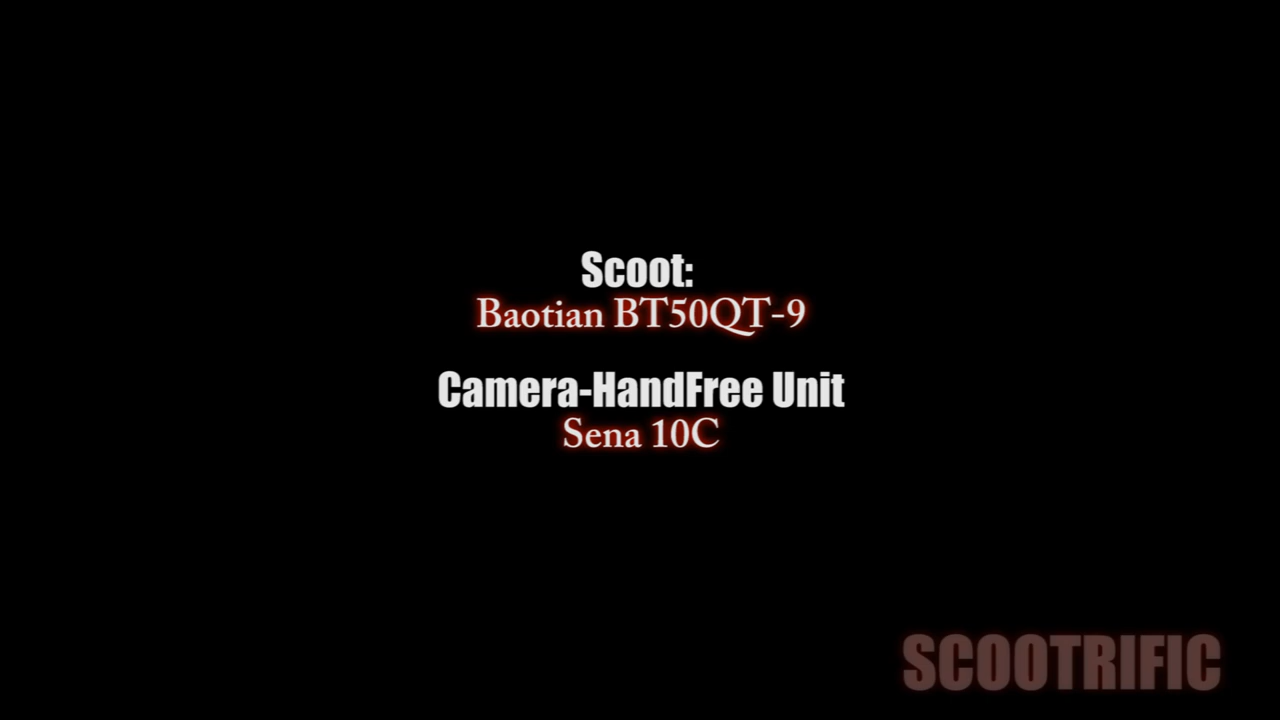 Scoot:
Baotian BT50QT-9
Camera-HandFree Unit
Sena 10C
SCOOTRIFIC